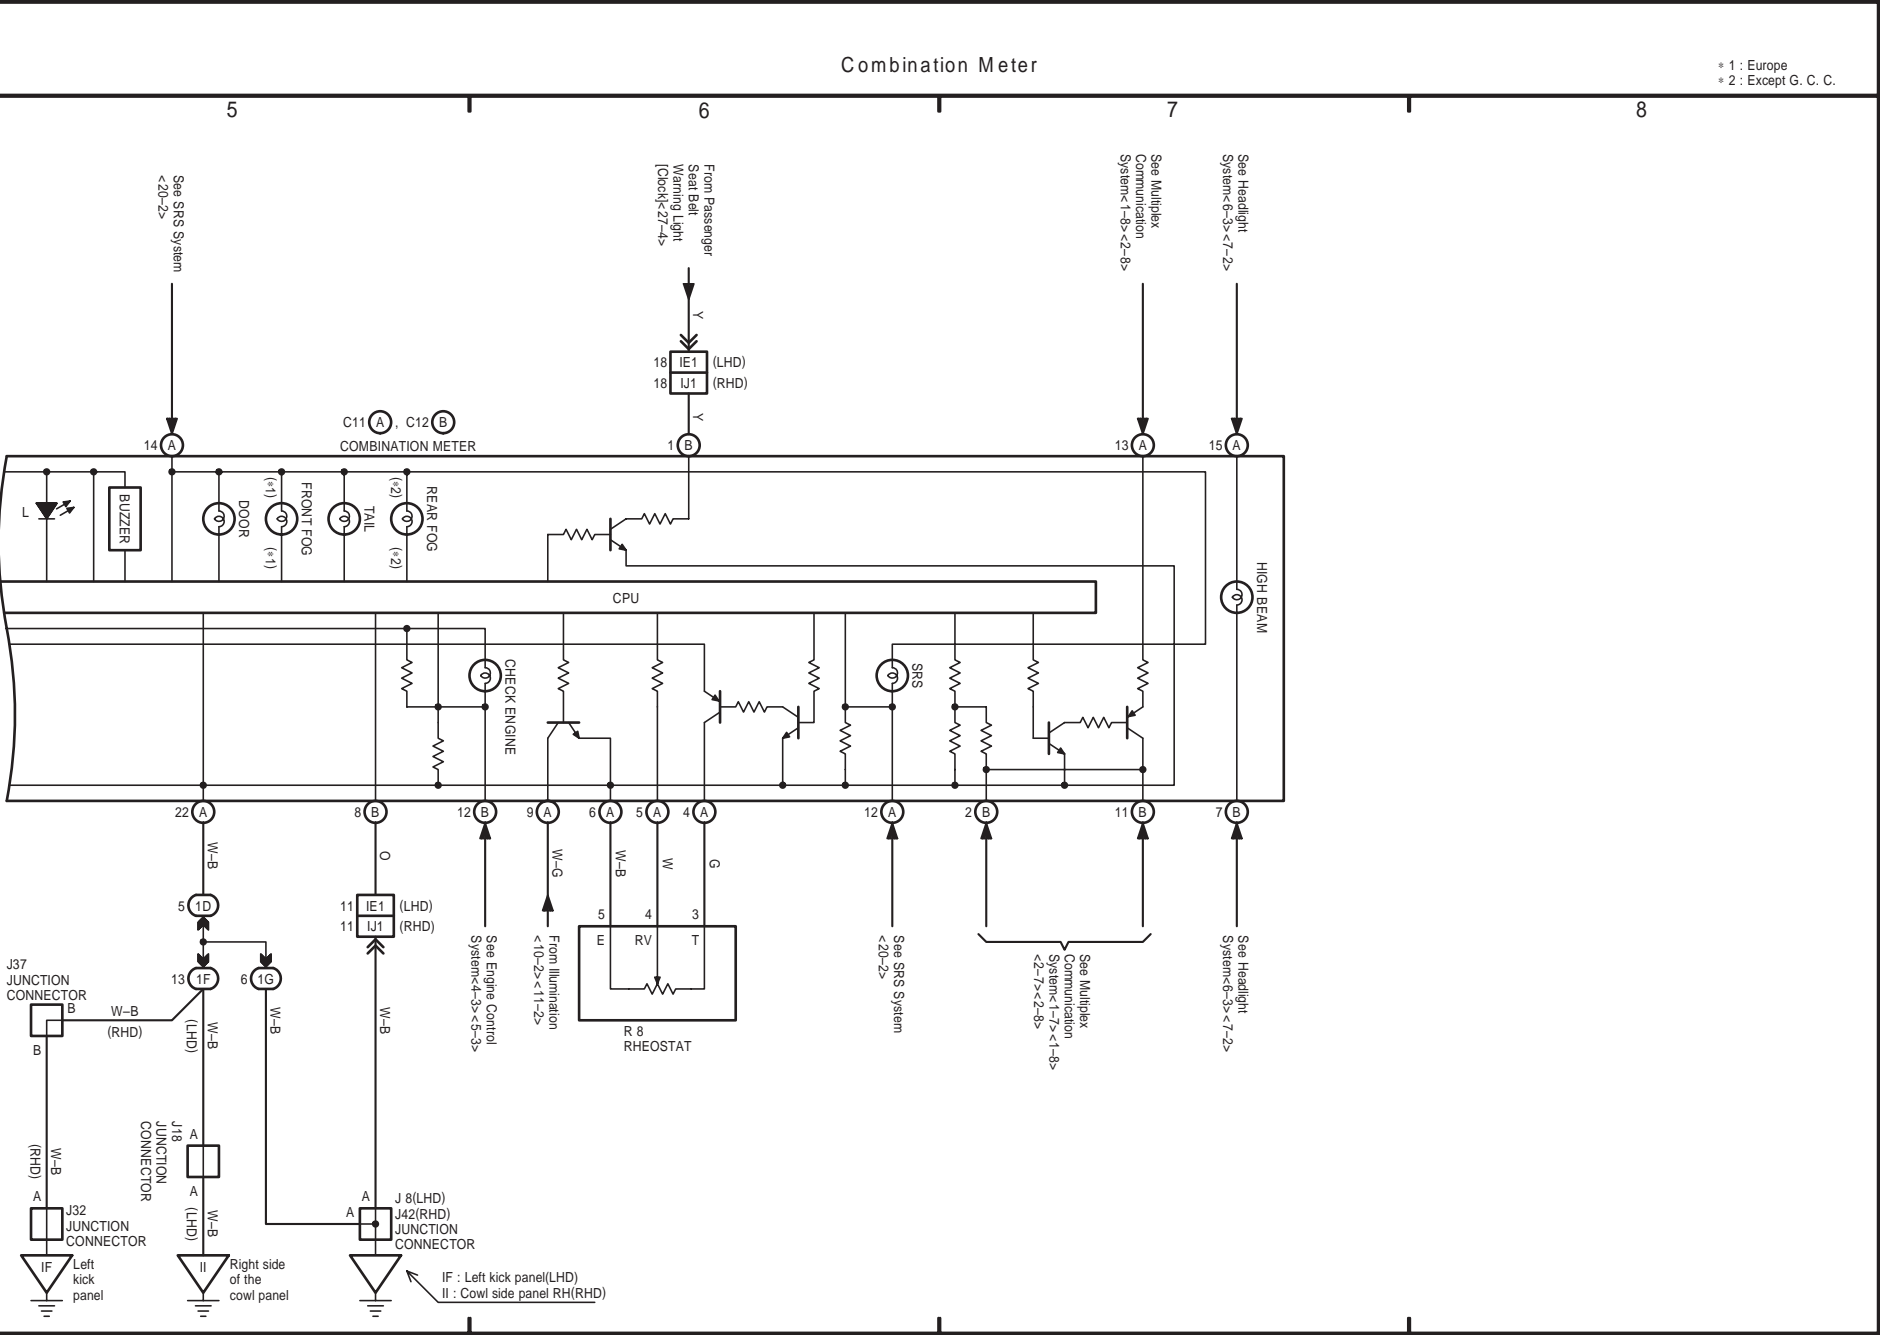 Combination Meter
* 1 : Europe
* 2 : Except G. C. C.
5
6
7
8
See SRS System
<20–2>
From Passenger
Seat Belt
Warning Light
[Clock]<27–4>
See Multiplex
Communication
System<1–8><2–8>
See Headlight
System<6–3><7–2>
Y
18 IE1 (LHD)
18 IJ1 (RHD)
Y
C11 A , C12 B
COMBINATION METER
14 A
1 B
13 A
15 A
L
BUZZER
DOOR
(*1)
FRONT FOG
(*1)
TAIL
(*2)
REAR FOG
(*2)
HIGH BEAM
CPU
CHECK ENGINE
SRS
22 A
8 B
12 B
9 A
6 A
5 A
4 A
12 A
2 B
11 B
7 B
W–B
O
W–G
W–B
W
G
5 1D
11 IE1 (LHD)
11 IJ1 (RHD)
5
4
3
E
RV
T
R 8
RHEOSTAT
See Engine Control
System<4–3><5–3>
From Illumination
<10–2><11–2>
See SRS System
<20–2>
See Multiplex
Communication
System<1–7><1–8>
<2–7><2–8>
See Headlight
System<6–3><7–2>
13 1F
6 1G
J37
JUNCTION
CONNECTOR
B
W–B
(RHD)
B
W–B
(LHD)
W–B
W–B
J18
JUNCTION
CONNECTOR
A
A
W–B
(RHD)
A
J32
JUNCTION
CONNECTOR
W–B
(LHD)
A
A
J 8(LHD)
J42(RHD)
JUNCTION
CONNECTOR
IF
Left
kick
panel
II
Right side
of the
cowl panel
IF : Left kick panel(LHD)
II : Cowl side panel RH(RHD)